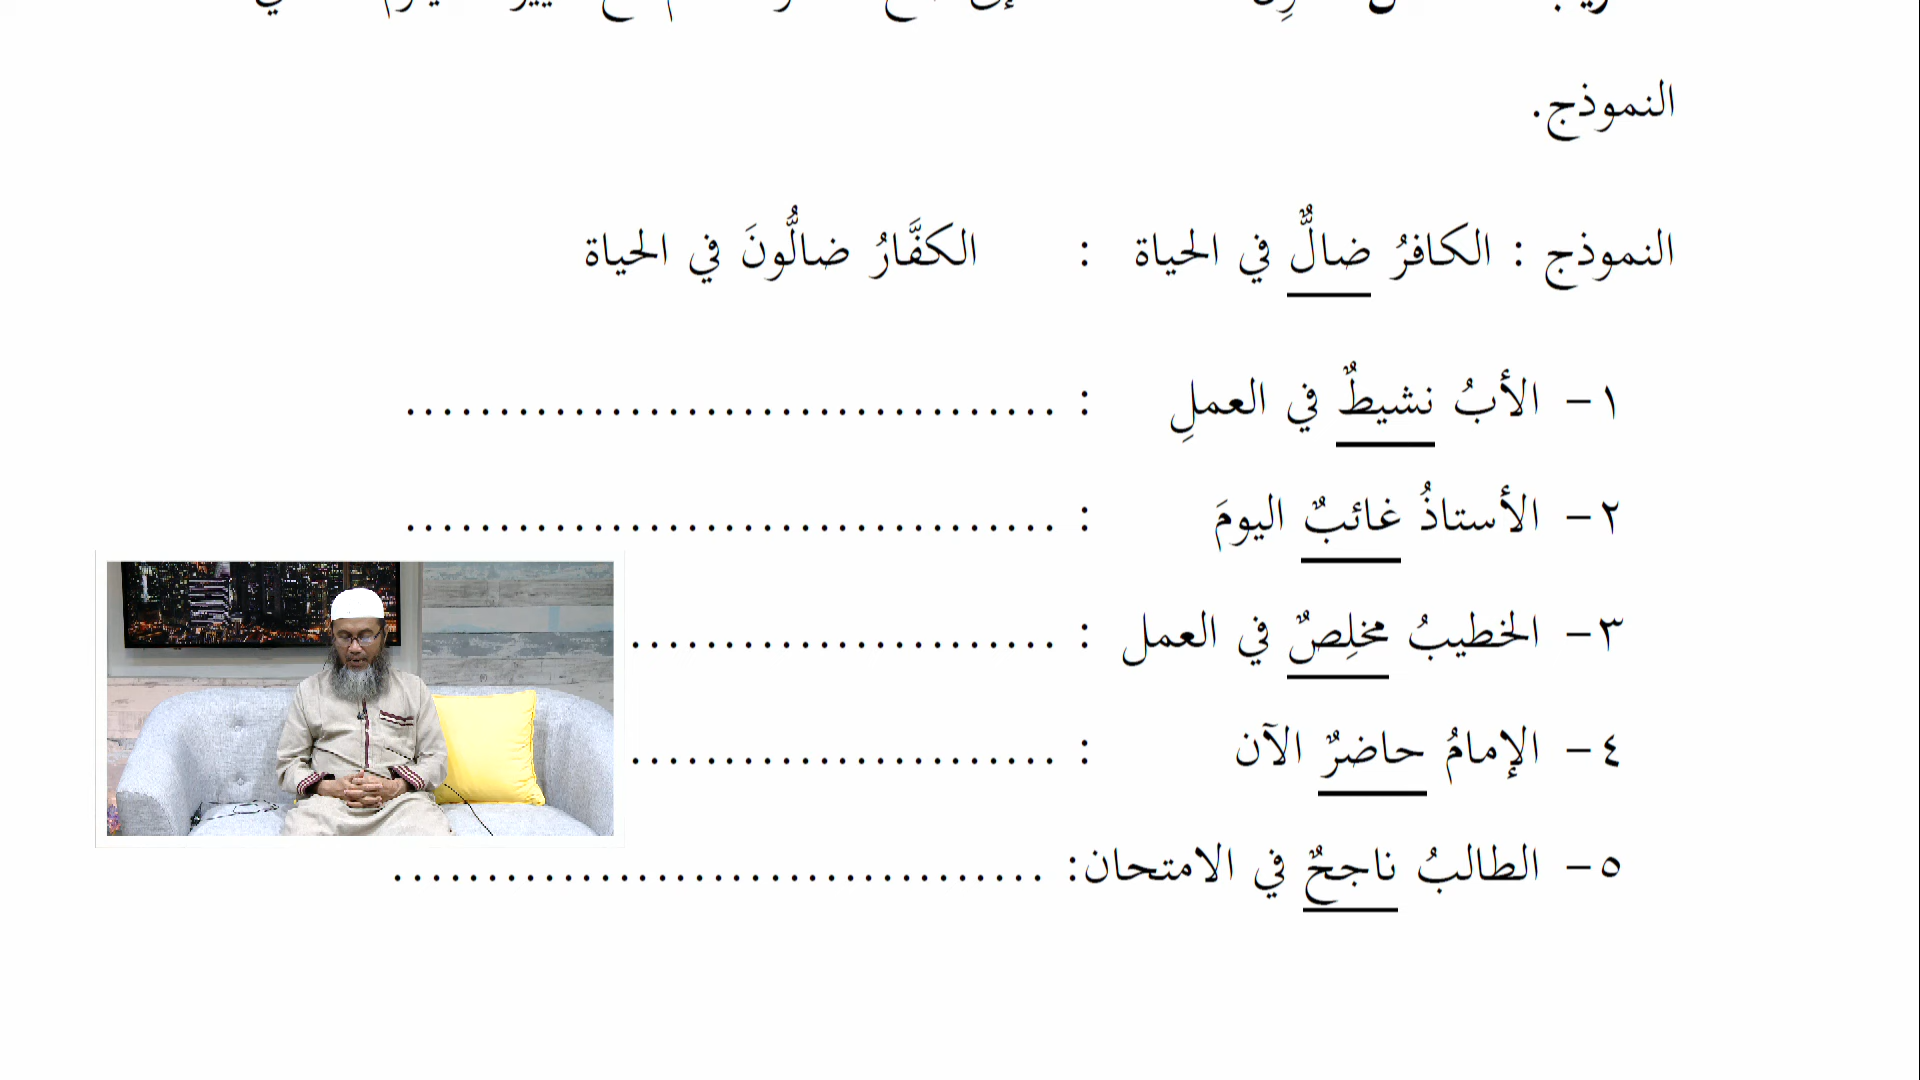 النموذج.
النموذج : الكافرُ ضالٌّ في الحياة : الكفَّارُ ضالُّونَ في الحياة
١- الأبُ نشيطٌ في العملِ : ..................................
٢- الأستاذُ غائبٌ اليومَ : ..................................
٣- الخطيبُ مخلِصٌ في العمل : .......................
٤- الإمامُ حاضرٌ الآن : .......................
٥- الطالبُ ناجحٌ في الامتحان: ..................................